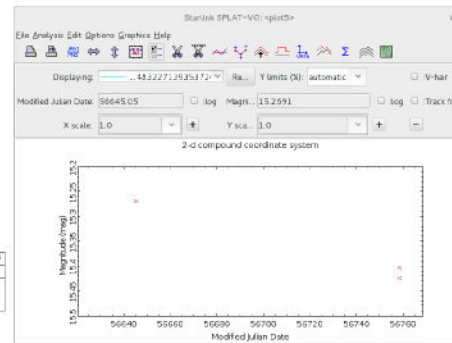 Starlink SPLAT-VO: <plot5>
File Analysis Edit Options Graphics Help
Displaying: Re... Y limits (%): automatic V-hair
Modified Julian Date: 56645.05 log Magni... 15.2691 log Track fr
X scale: 1.0 + Y sca... 1.0 + −
2-d compound coordinate system
Magnitude (mag)
15.2
15.25
15.3
15.35
15.4
15.45
15.5
56640 56660 56680 56700 56720 56740 56760
Modified Julian Date